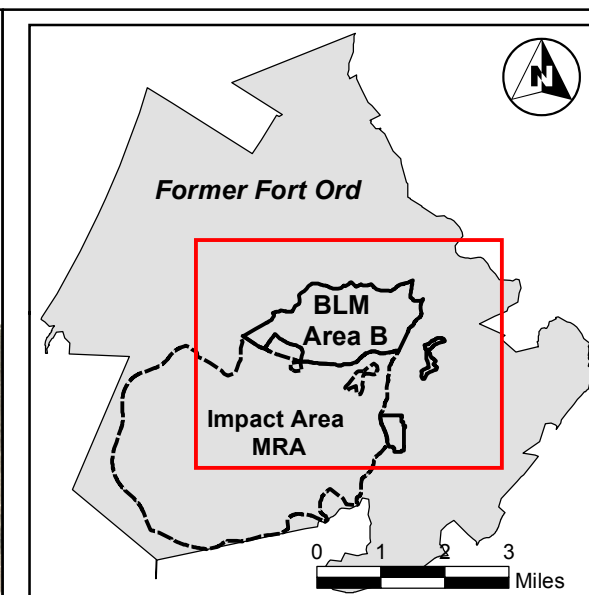 N
Former Fort Ord
BLM
Area B
Impact Area
MRA
0 1 2 3
Miles